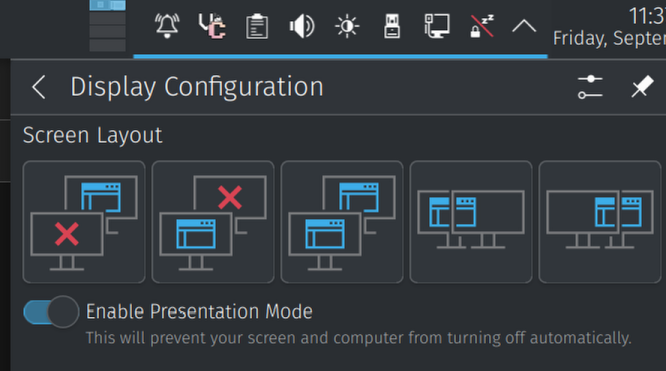 11:3
Friday, Septe
Display Configuration
Screen Layout
Enable Presentation Mode
This will prevent your screen and computer from turning off automatically.